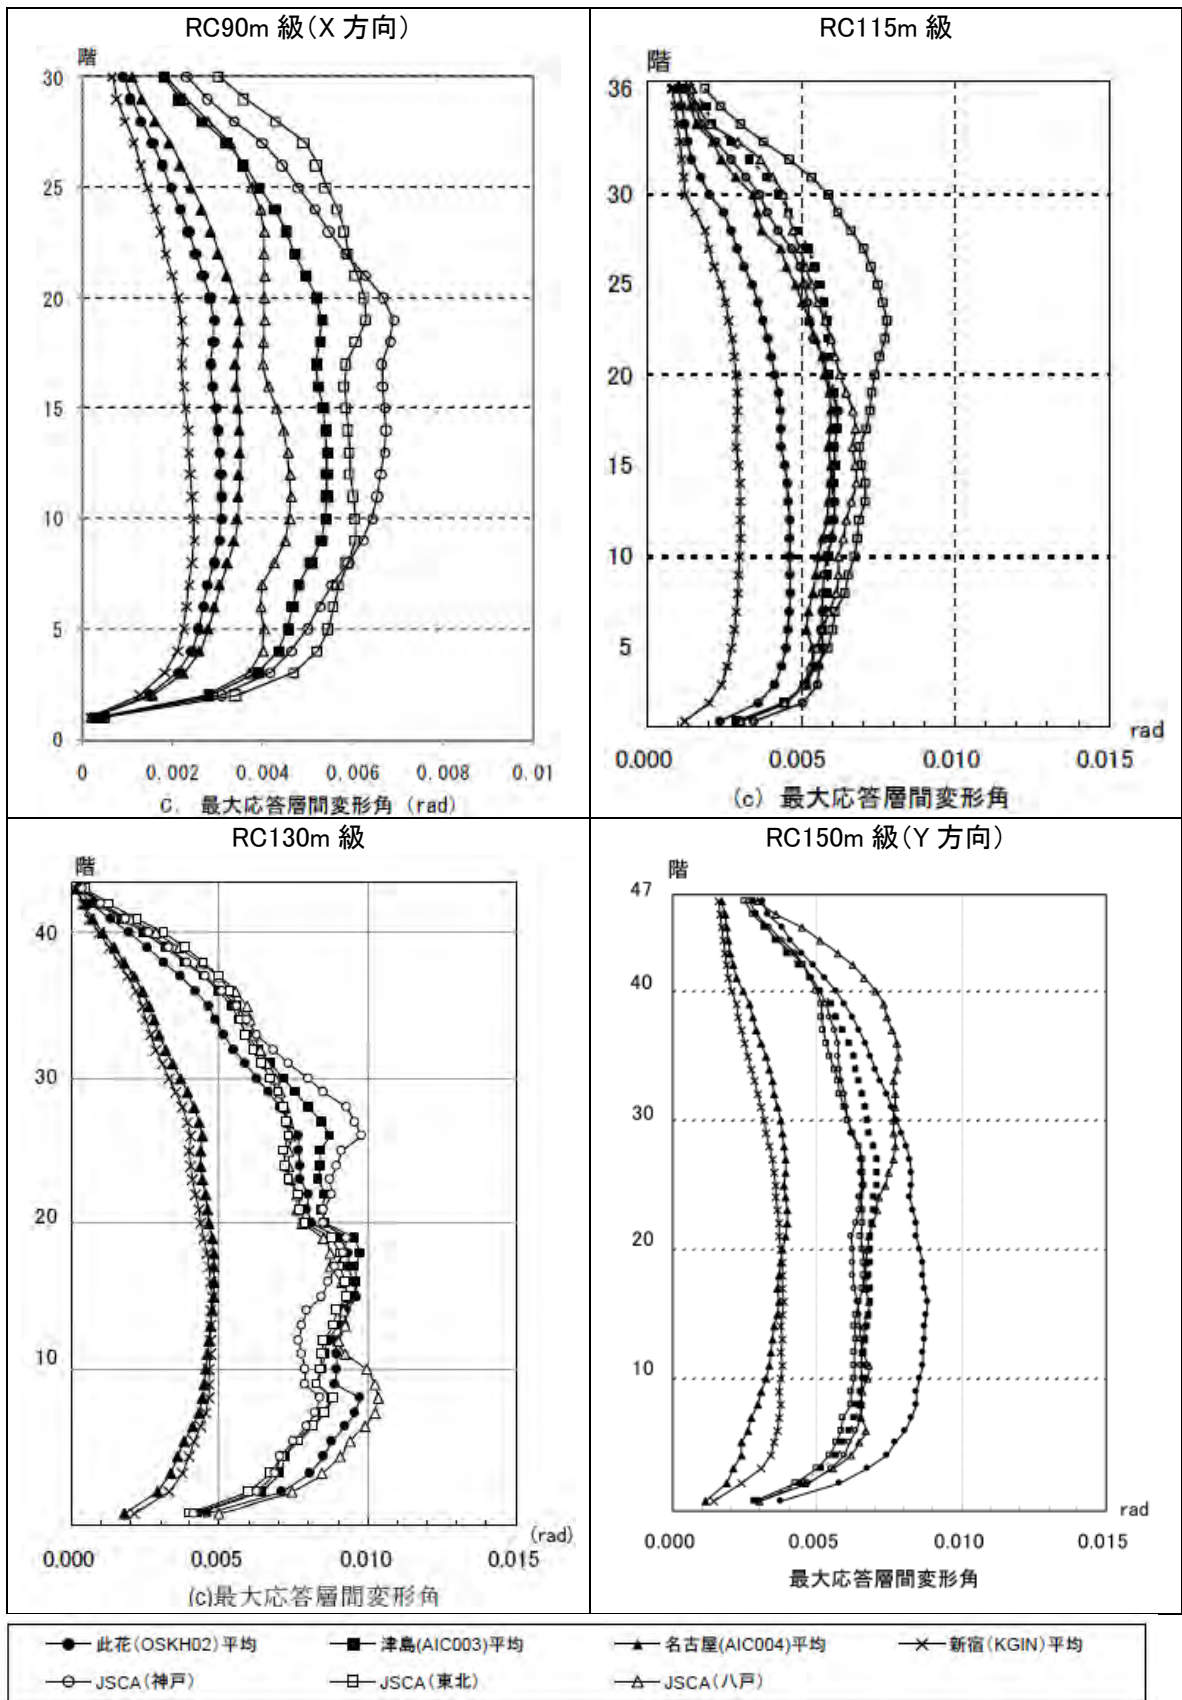 RC90m 級（X 方向）
階
30
25
20
15
10
5
0
0 0.002 0.004 0.006 0.008 0.01
c. 最大応答層間変形角 (rad)
RC115m 級
階
36
30
25
20
15
10
5
rad
0.000 0.005 0.010 0.015
(c) 最大応答層間変形角
RC130m 級
階
40
30
20
10
(rad)
0.000 0.005 0.010 0.015
(c)最大応答層間変形角
RC150m 級（Y 方向）
階
47
40
30
20
10
rad
0.000 0.005 0.010 0.015
最大応答層間変形角
此花(OSKH02)平均 津島(AIC003)平均 名古屋(AIC004)平均 新宿(KGIN)平均
JSCA(神戸) JSCA(東北) JSCA(八戸)